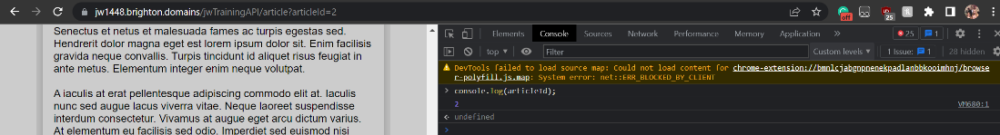 jw1448.brighton.domains/jwTrainingAPI/article?articleId=2
off
25
Senectus et netus et malesuada fames ac turpis egestas sed.
Hendrerit dolor magna eget est lorem ipsum dolor sit. Enim facilisis
gravida neque convallis. Turpis tincidunt id aliquet risus feugiat in
ante metus. Elementum integer enim neque volutpat.
A iaculis at erat pellentesque adipiscing commodo elit at. Iaculis
nunc sed augue lacus viverra vitae. Neque laoreet suspendisse
interdum consectetur. Vivamus at augue eget arcu dictum varius.
At elementum eu facilisis sed odio. Imperdiet sed euismod nisi
Elements Console Sources Network Performance Memory Application » 25 1
top Filter Custom levels 1 Issue: 1 28 hidden
DevTools failed to load source map: Could not load content for chrome-extension://bmnlcjabgnpnenekpadlanbbkooimhnj/browse
r-polyfill.js.map: System error: net::ERR_BLOCKED_BY_CLIENT
> console.log(articleId);
2 VM680:1
undefined
>